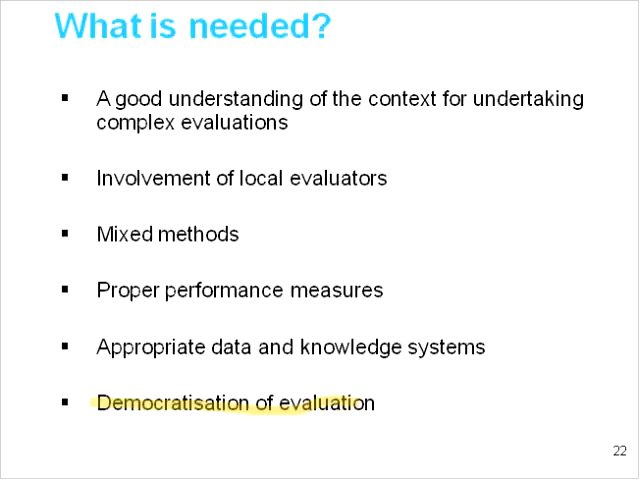 What is needed?
▪ A good understanding of the context for undertaking
complex evaluations
▪ Involvement of local evaluators
▪ Mixed methods
▪ Proper performance measures
▪ Appropriate data and knowledge systems
▪ Democratisation of evaluation
22